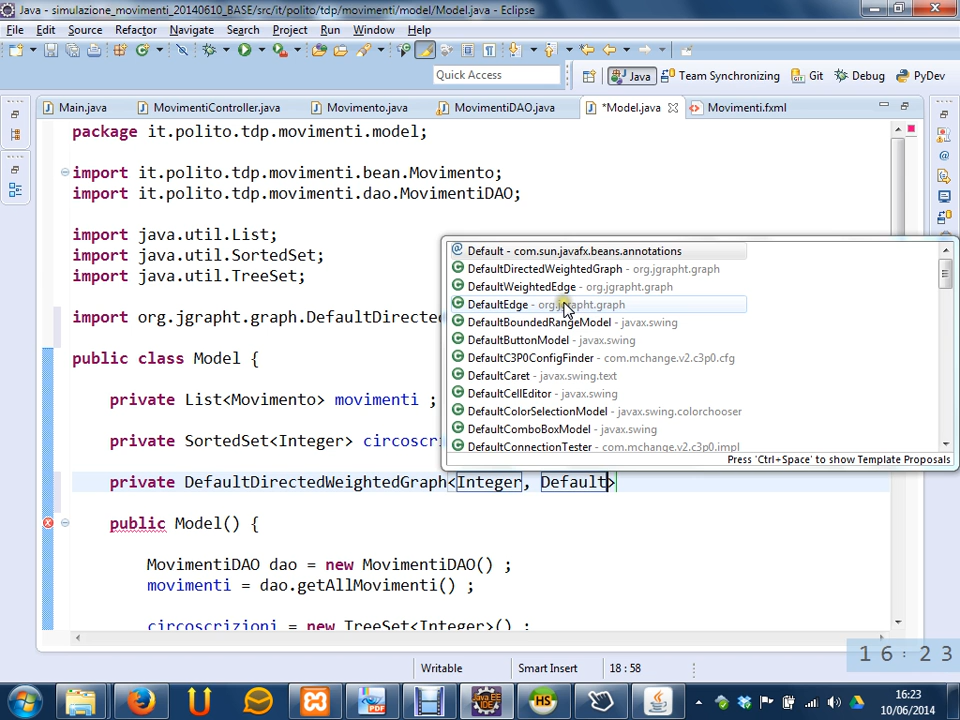 Java - simulazione_movimenti_20140610_BASE/src/it/polito/tdp/movimenti/model/Model.java - Eclipse
File Edit Source Refactor Navigate Search Project Run Window Help
Quick Access
Java Team Synchronizing Git Debug PyDev
Main.java MovimentiController.java Movimento.java MovimentiDAO.java *Model.java Movimenti.fxml
package it.polito.tdp.movimenti.model;
import it.polito.tdp.movimenti.bean.Movimento;
import it.polito.tdp.movimenti.dao.MovimentiDAO;
import java.util.List;
import java.util.SortedSet;
import java.util.TreeSet;
import org.jgrapht.graph.DefaultDirected
public class Model {
private List<Movimento> movimenti ;
private SortedSet<Integer> circoscri
private DefaultDirectedWeightedGraph<Integer, Default>
public Model() {
MovimentiDAO dao = new MovimentiDAO() ;
movimenti = dao.getAllMovimenti() ;
circoscrizioni = new TreeSet<Integer>() ;
Default - com.sun.javafx.beans.annotations
DefaultDirectedWeightedGraph - org.jgrapht.graph
DefaultWeightedEdge - org.jgrapht.graph
DefaultEdge - org.jgrapht.graph
DefaultBoundedRangeModel - javax.swing
DefaultButtonModel - javax.swing
DefaultC3P0ConfigFinder - com.mchange.v2.c3p0.cfg
DefaultCaret - javax.swing.text
DefaultCellEditor - javax.swing
DefaultColorSelectionModel - javax.swing.colorchooser
DefaultComboBoxModel - javax.swing
DefaultConnectionTester - com.mchange.v2.c3p0.impl
Press 'Ctrl+Space' to show Template Proposals
Writable Smart Insert 18 : 58
16:23
16:23
10/06/2014